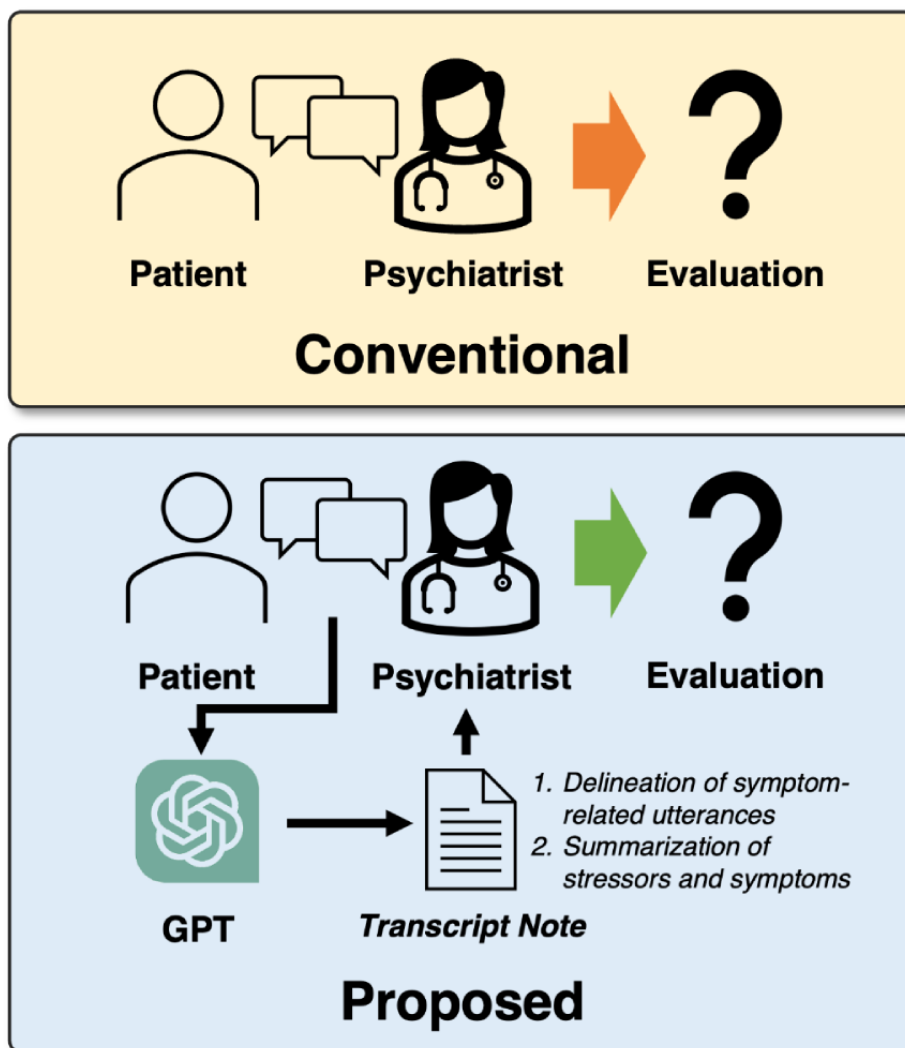 Patient Psychiatrist Evaluation
Conventional
Patient Psychiatrist Evaluation
1. Delineation of symptom-
related utterances
2. Summarization of
stressors and symptoms
GPT Transcript Note
Proposed